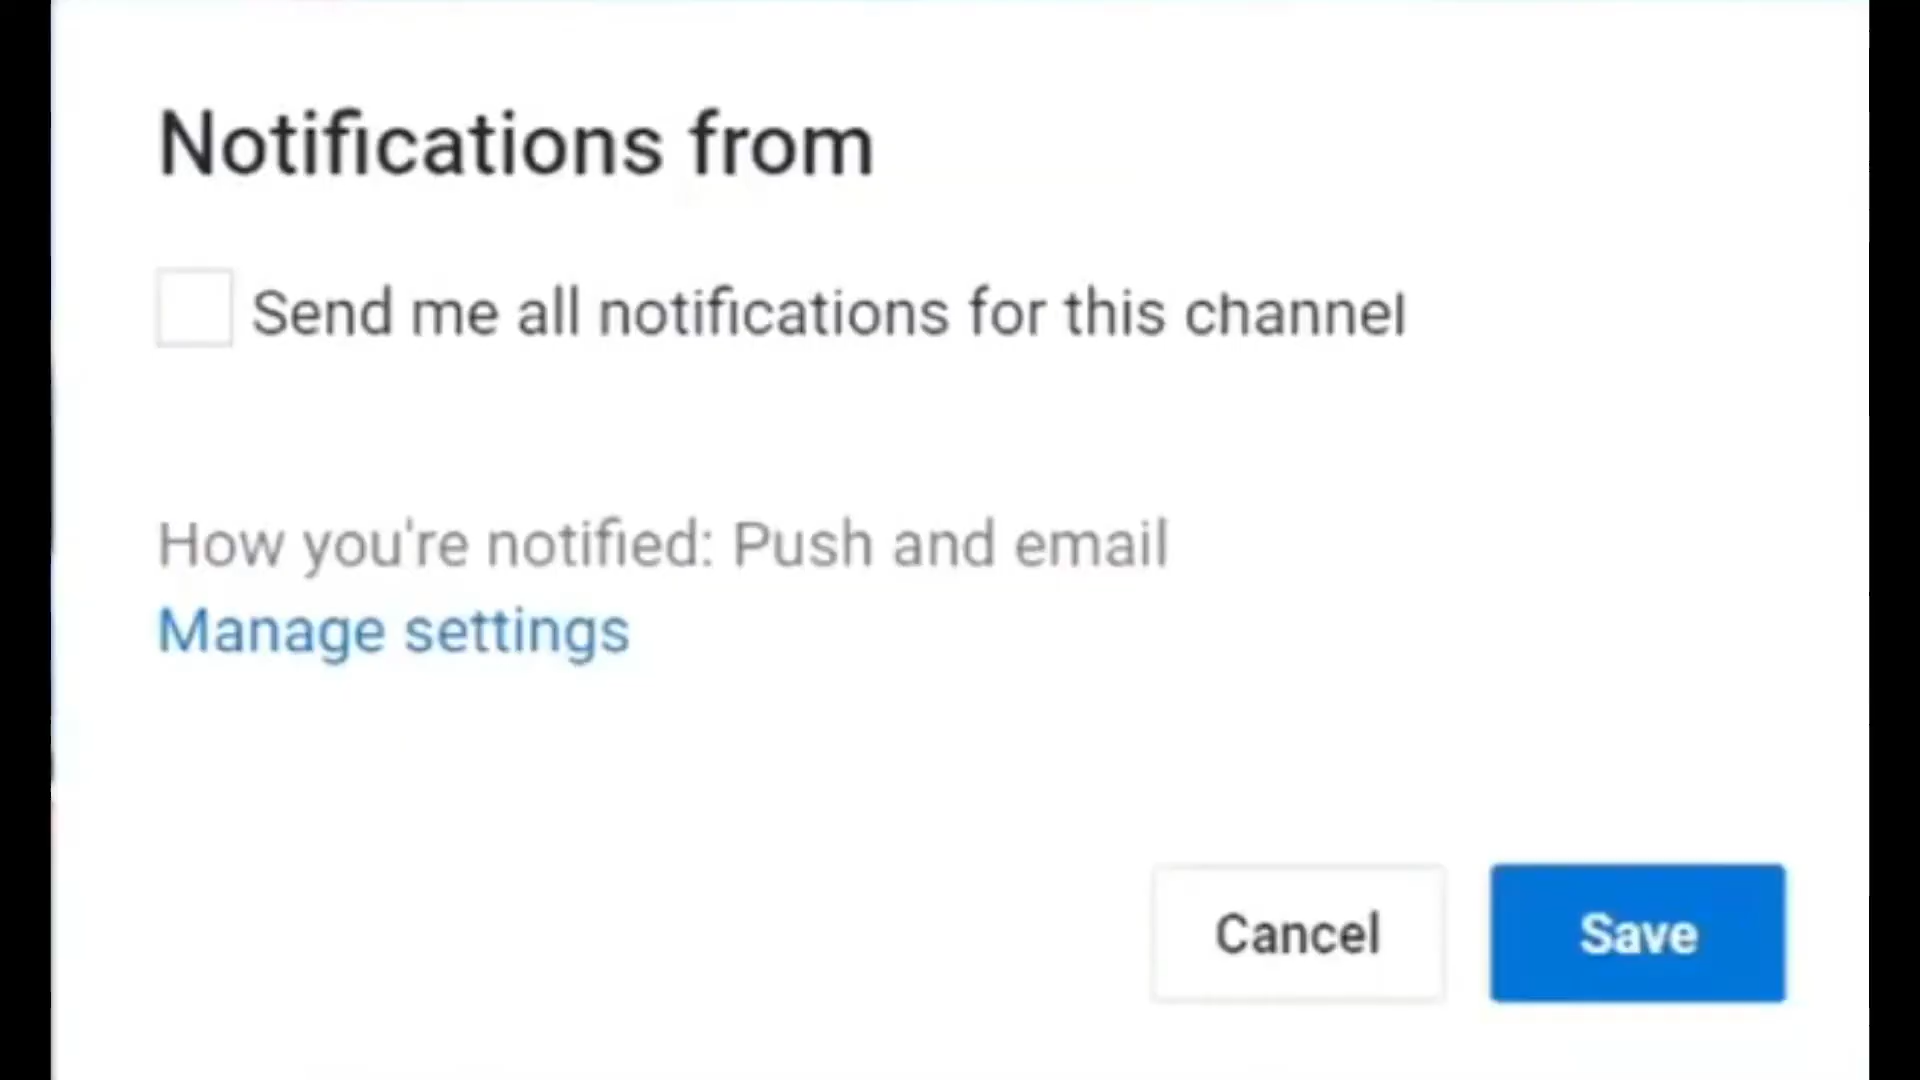 Notifications from
Send me all notifications for this channel
How you're notified: Push and email
Manage settings
Cancel
Save